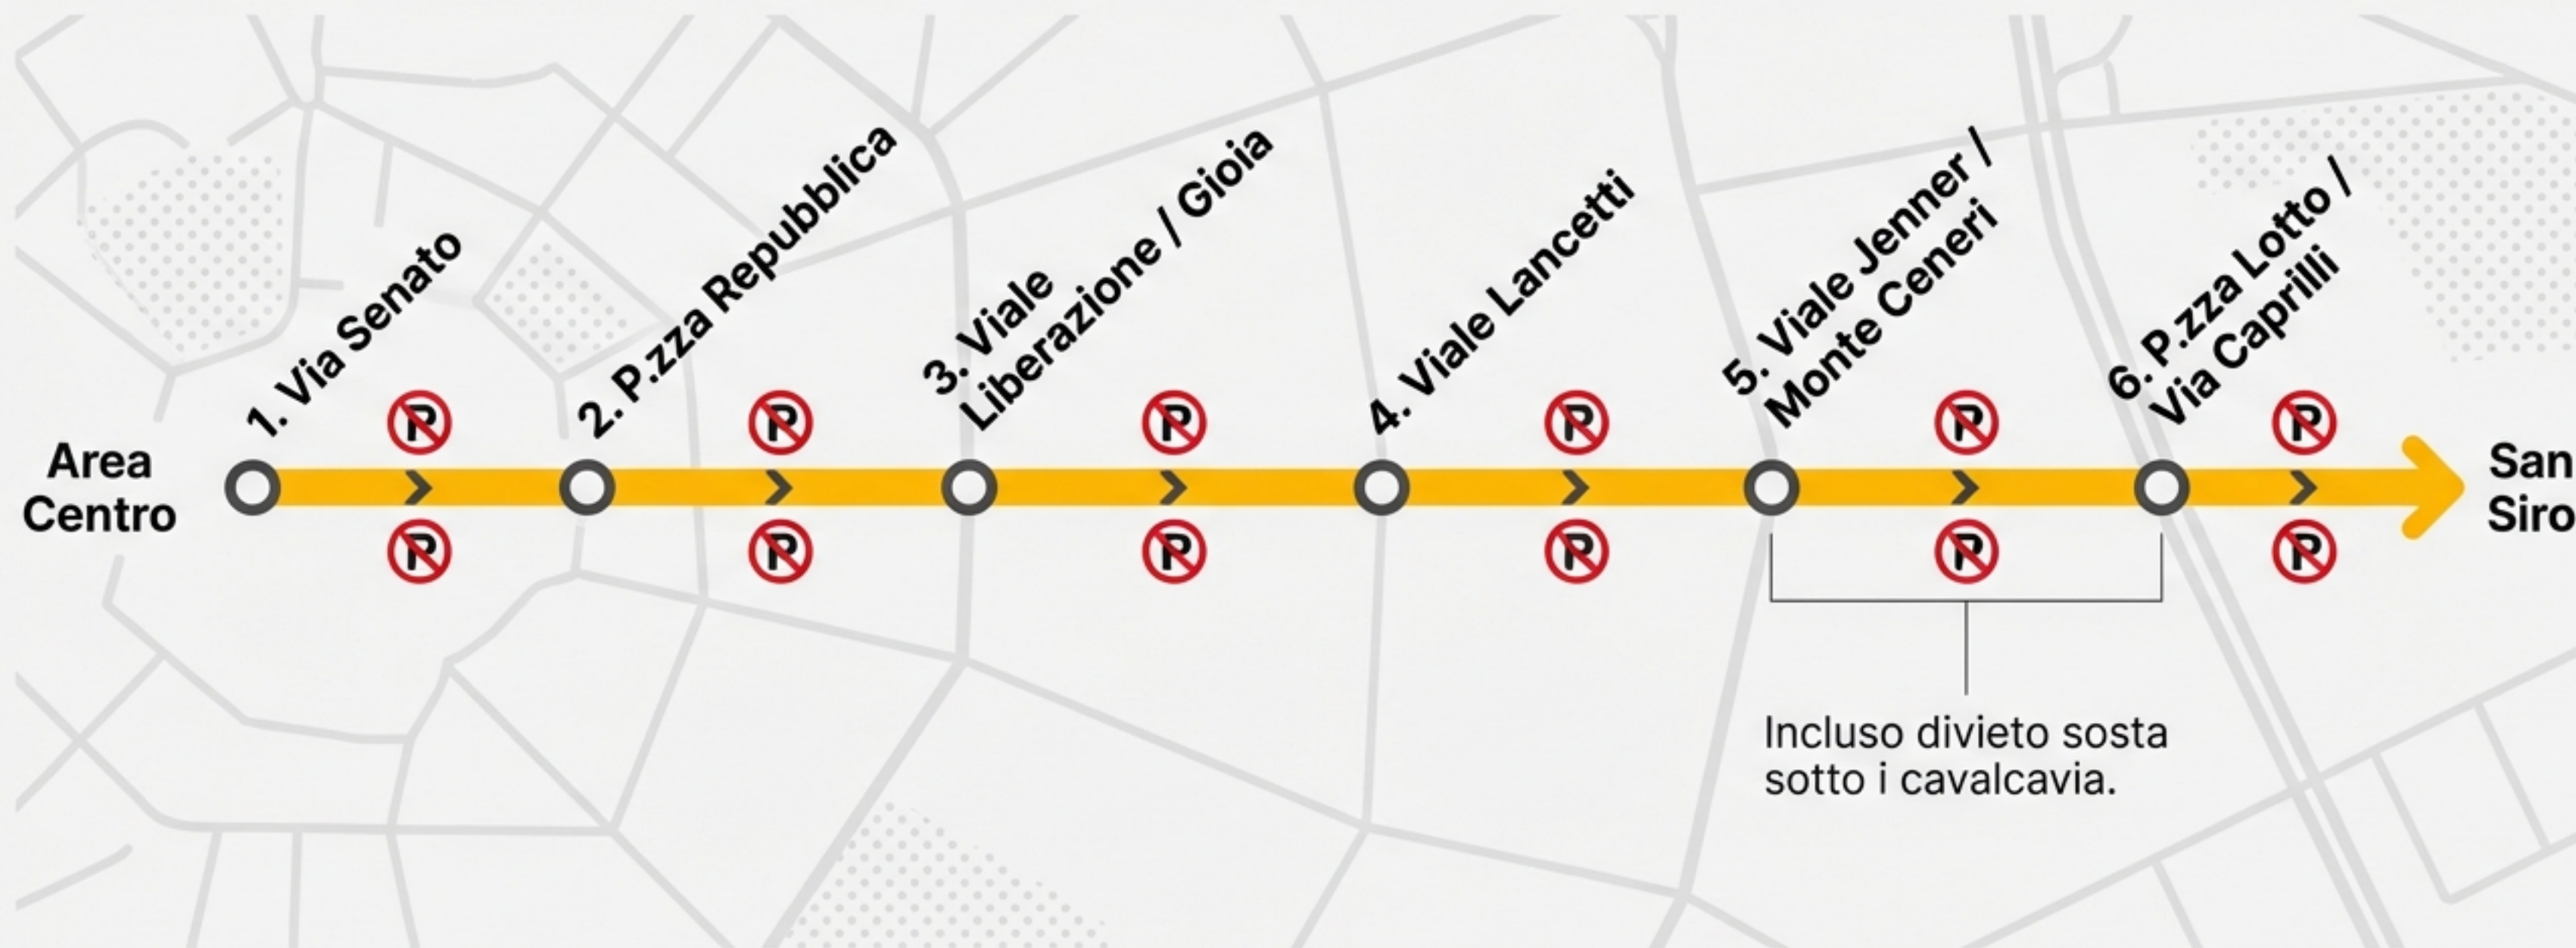 Area
Centro
1. Via Senato
P
P
2. P.zza Repubblica
P
P
3. Viale
Liberazione / Gioia
P
P
4. Viale Lancetti
P
P
5. Viale Jenner /
Monte Ceneri
P
P
6. P.zza Lotto /
Via Caprilli
P
P
San
Siro
Incluso divieto sosta
sotto i cavalcavia.